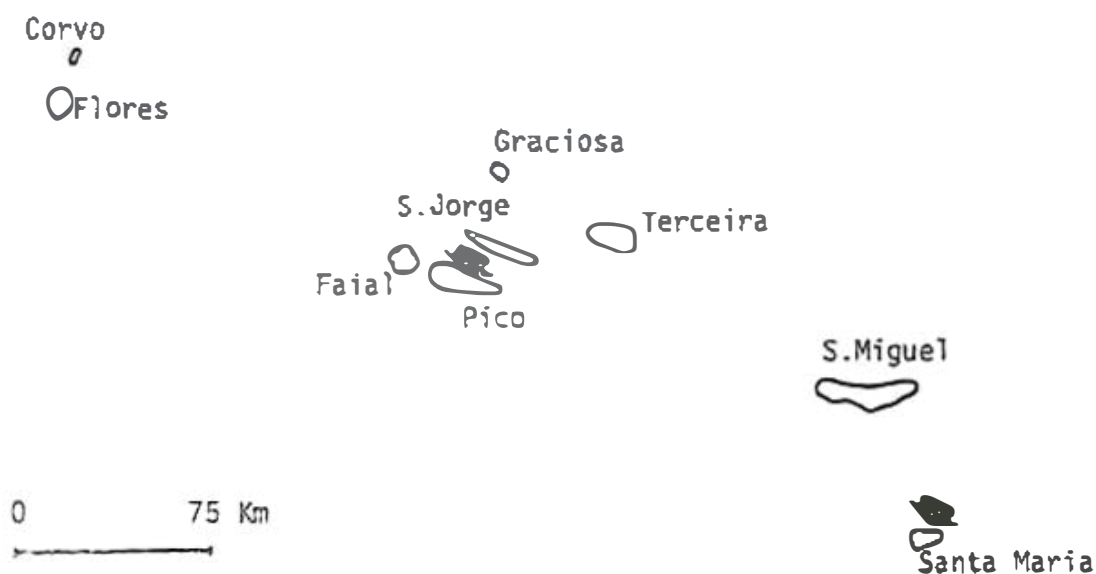 Corvo
Flores
Graciosa
S.Jorge
Terceira
Faial
Pico
S.Miguel
0 75 Km
Santa Maria